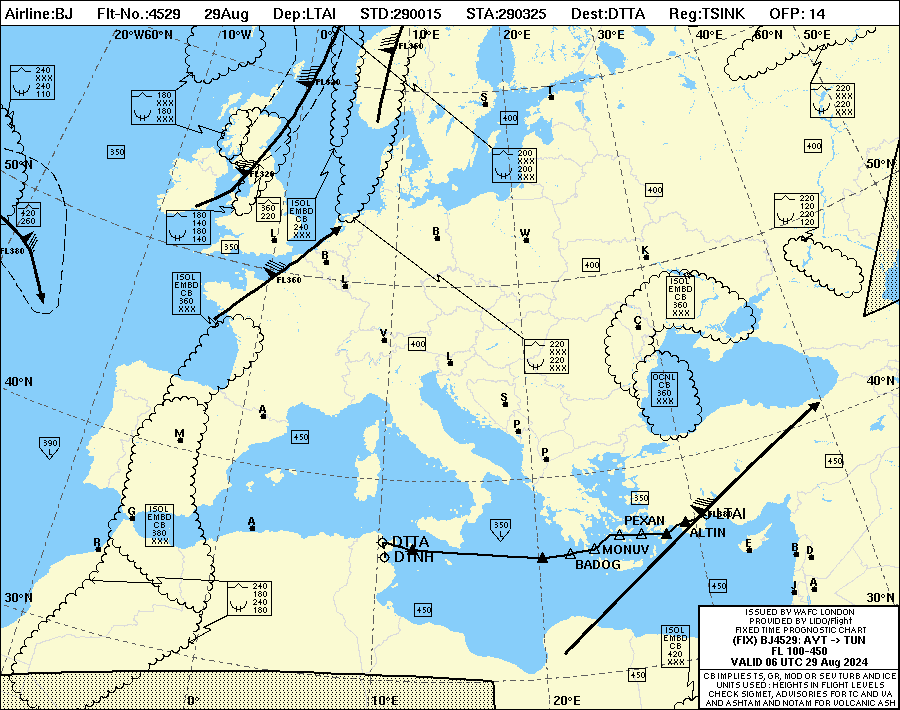 Airline:BJ Flt-No:4529 29Aug Dep:LTAI STD:290015 STA:290325 Dest:DTTA Reg:TSINK OFP: 14
20°W60°N 10°W 0° 10°E 20°E 30°E 40°E 60°N 50°E
FL360
FL320
240
XXX
240
110
180
XXX
180
XXX
220
XXX
220
XXX
S
T
400
350
400
50°N
50°N
200
XXX
200
XXX
FL320
400
420
260
180
140
180
140
360
220
ISOL
EMBD
CB
240
XXX
220
120
220
120
L
350
B
W
K
FL380
B
L
400
FL360
ISOL
EMBD
CB
360
XXX
ISOL
EMBD
CB
360
XXX
C
V
400
L
220
XXX
220
XXX
40°N
40°N
OCNL
CB
360
XXX
S
A
P
M
450
390
L
P
450
350
G
ISOL
EMBD
CB
380
XXX
A
350
L
PEXAN
LTAI
ALTIN
R
DTTA
DTNH
MONUV
BADOG
E
B
D
30°N
240
180
240
180
450
450
J
A
30°N
ISOL
EMBD
CB
420
XXX
450
0° 10°E 20°E
ISSUED BY WAFC LONDON
PROVIDED BY LIDO/Flight
FIXED TIME PROGNOSTIC CHART
(FIX) BJ4529: AYT -> TUN
FL 100-450
VALID 06 UTC 29 Aug 2024
CB IMPLIES TS, GR, MOD OR SEV TURB AND ICE
UNITS USED: HEIGHTS IN FLIGHT LEVELS
CHECK SIGMET, ADVISORIES FOR TC AND VA
AND ASHTAM AND NOTAM FOR VOLCANIC ASH